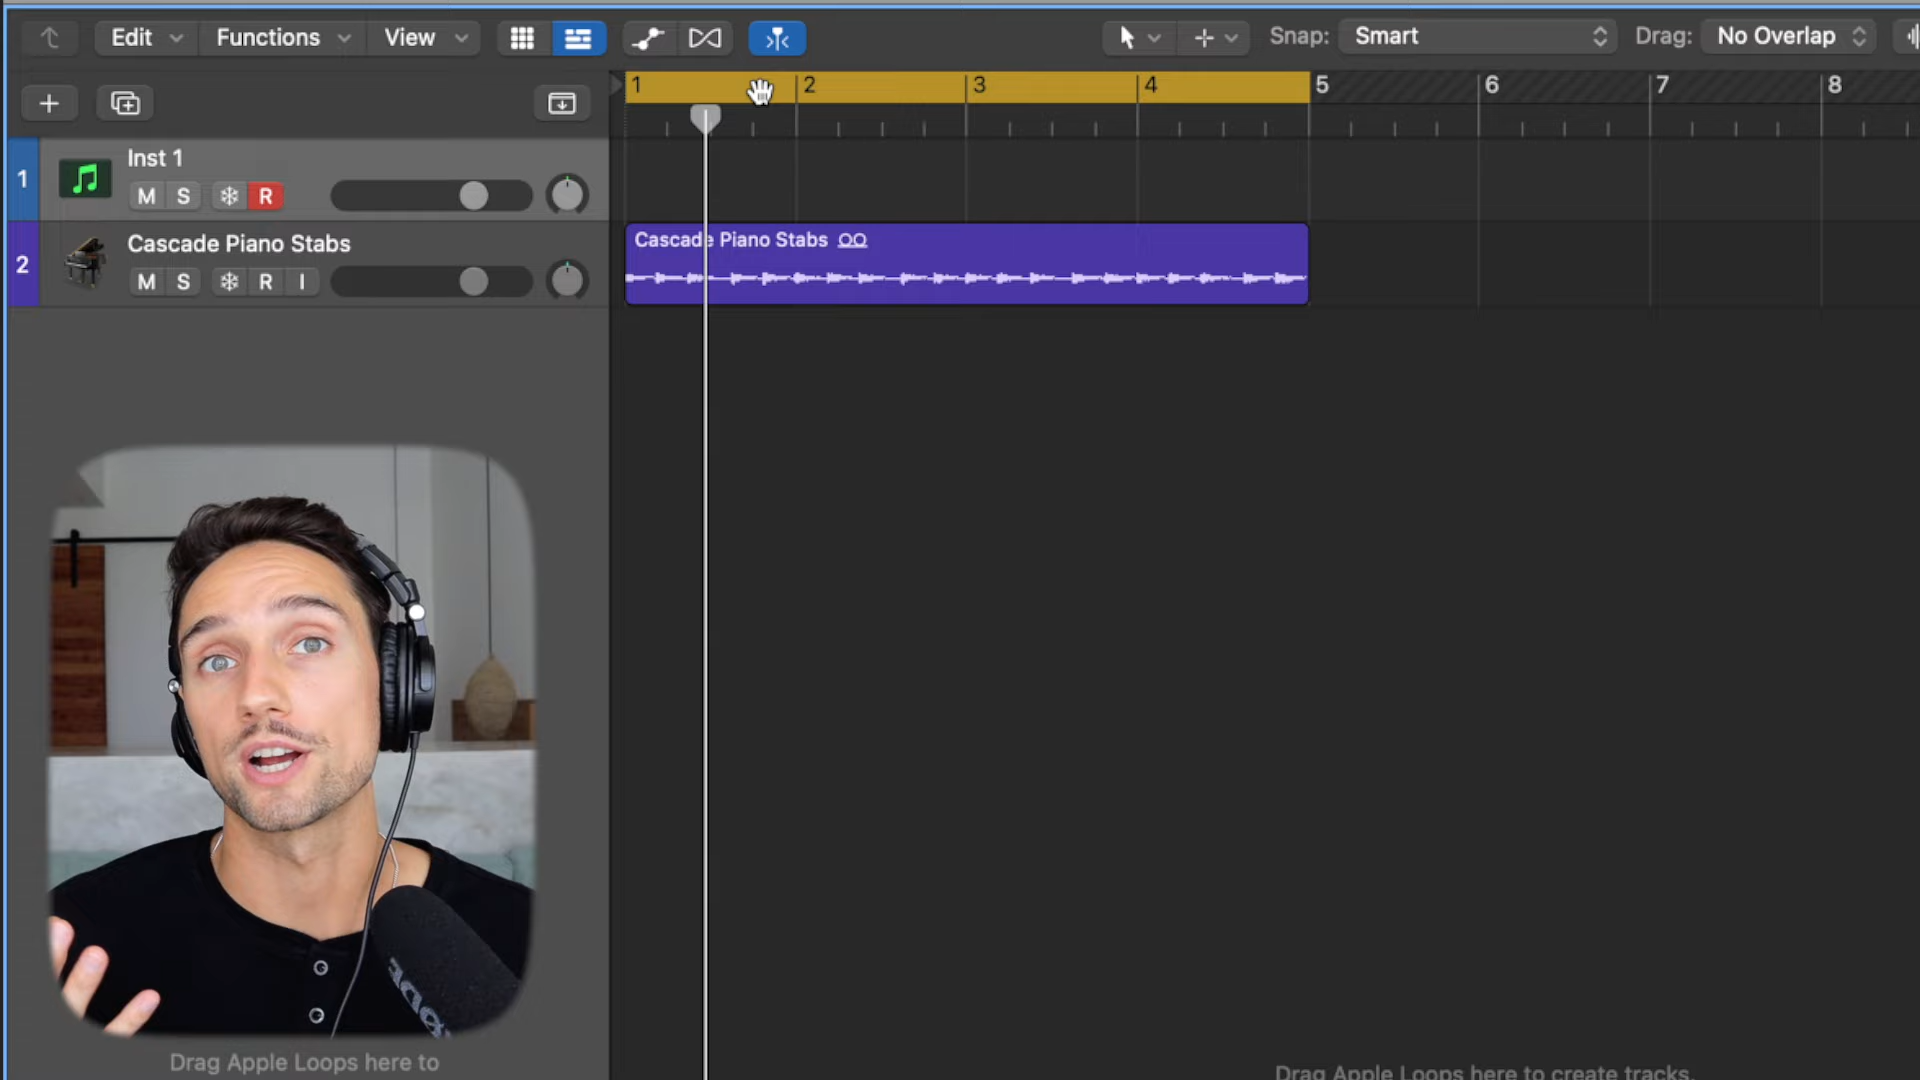 Edit Functions View Snap: Smart Drag: No Overlap
1 2 3 4 5 6 7 8
1 Inst 1
M S R
2 Cascade Piano Stabs
M S R I
Cascade Piano Stabs
Drag Apple Loops here to
Drag Apple Loops here to create tracks.